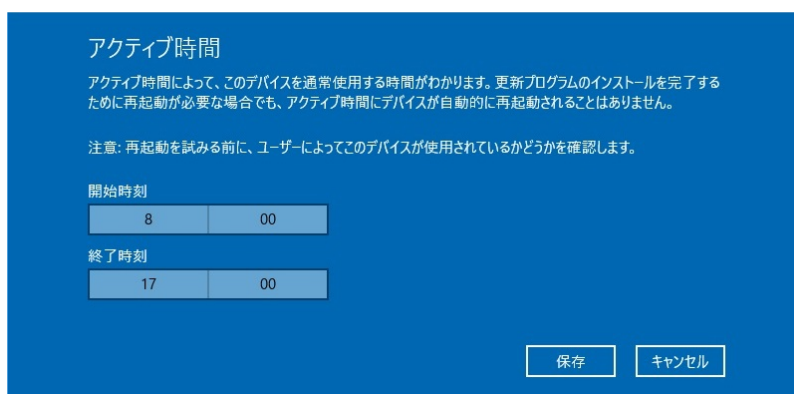 アクティブ時間
アクティブ時間によって、このデバイスを通常使用する時間がわかります。更新プログラムのインストールを完了する
ために再起動が必要な場合でも、アクティブ時間にデバイスが自動的に再起動されることはありません。
注意: 再起動を試みる前に、ユーザーによってこのデバイスが使用されているかどうかを確認します。
開始時刻
8 00
終了時刻
17 00
保存 キャンセル